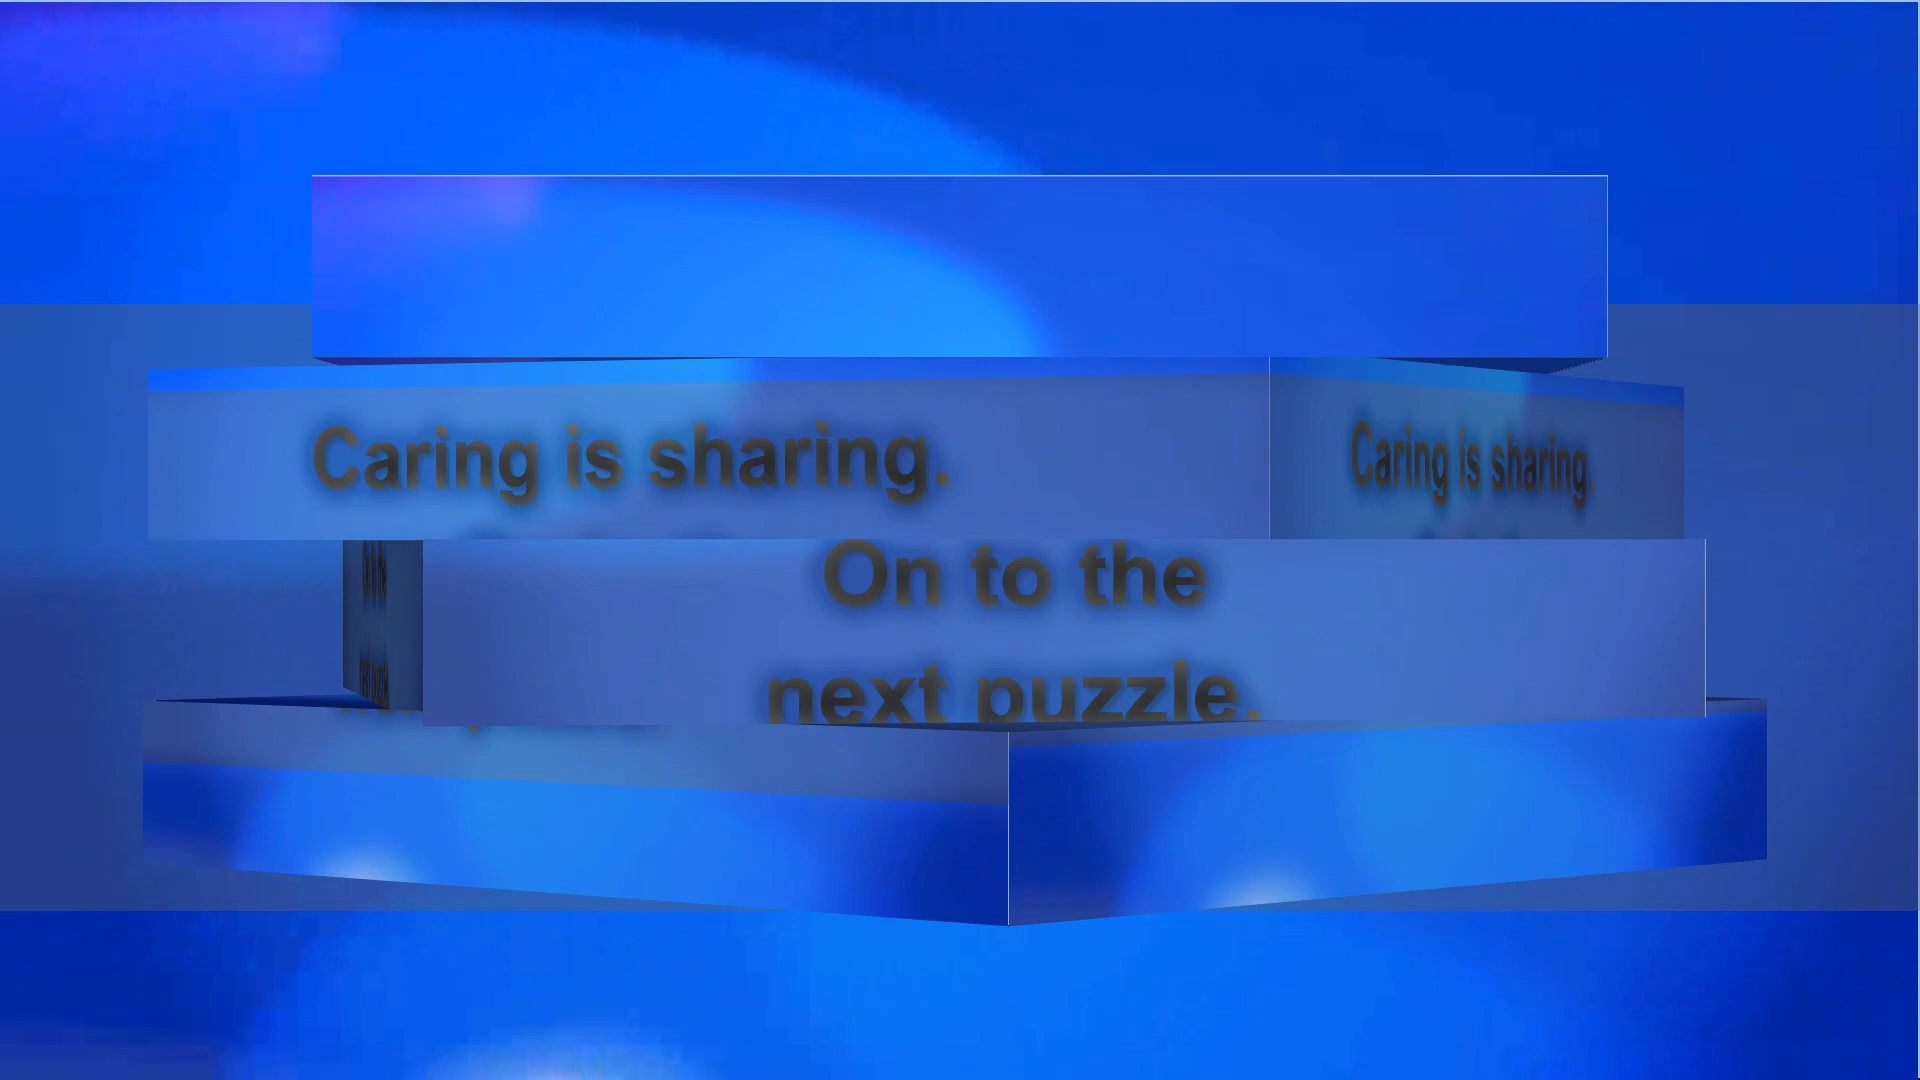 Caring is sharing.
Caring is sharing.
On to the
next puzzle.